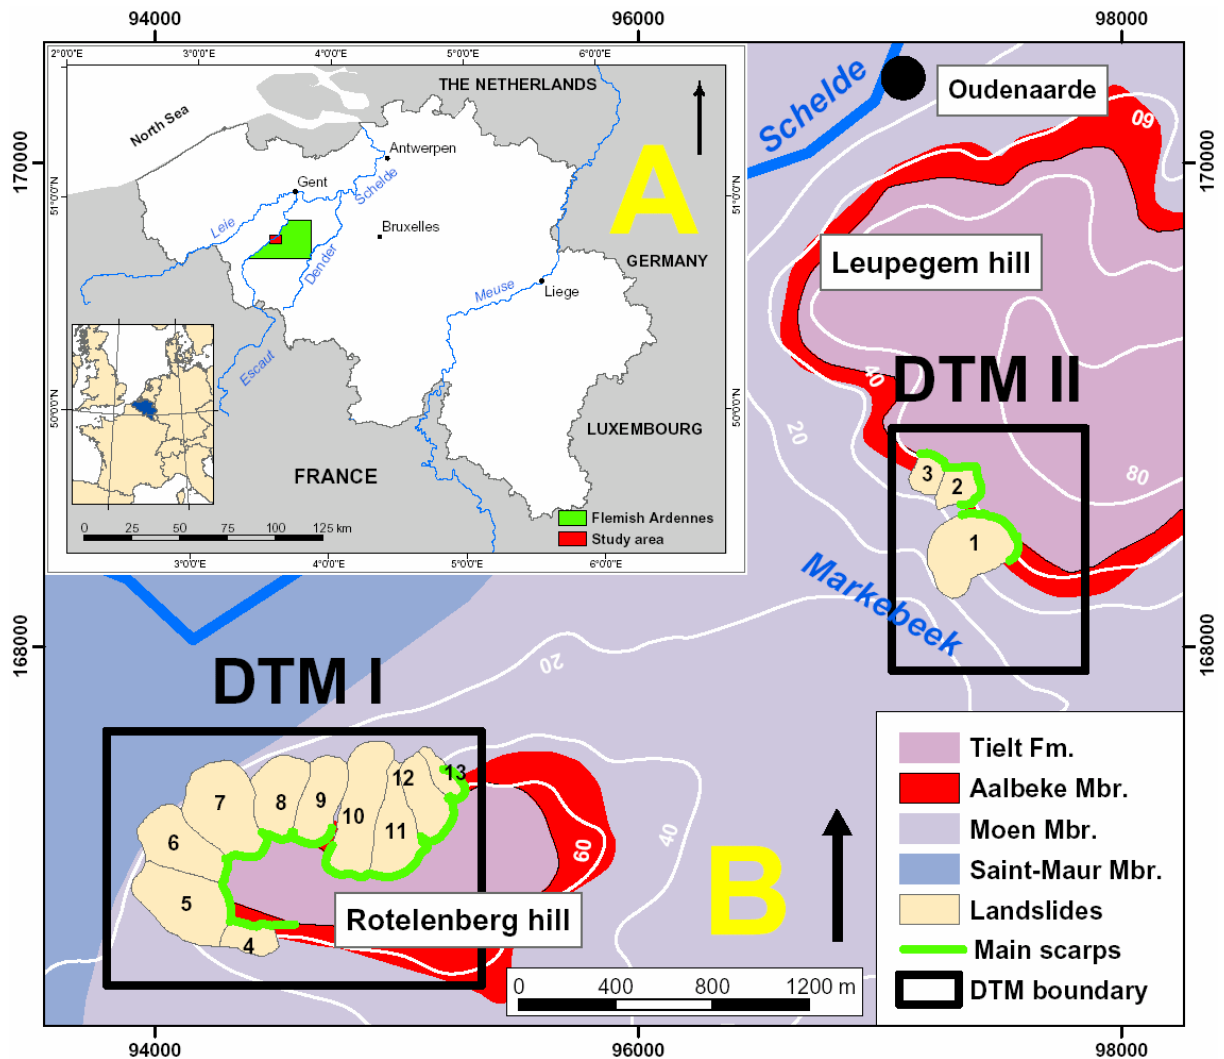 94000
96000
98000
2°0'0"E
3°0'0"E
4°0'0"E
5°0'0"E
6°0'0"E
THE NETHERLANDS
North Sea
Antwerpen
Gent
Schelde
Leie
Bruxelles
Dender
A
GERMANY
Meuse
Liege
Escaut
LUXEMBOURG
FRANCE
0 25 50 75 100 125 km
Flemish Ardennes
Study area
51°0'0"N
50°0'0"N
51°0'0"N
50°0'0"N
3°0'0"E
4°0'0"E
5°0'0"E
6°0'0"E
170000
168000
170000
168000
Schelde
Oudenaarde
60
Leupegem hill
40
DTM II
20
80
3
2
1
Markebeek
20
DTM I
13
12
7
8
9
10
11
6
5
4
60
40
Rotelenberg hill
B
0 400 800 1200 m
Tielt Fm.
Aalbeke Mbr.
Moen Mbr.
Saint-Maur Mbr.
Landslides
Main scarps
DTM boundary
94000
96000
98000